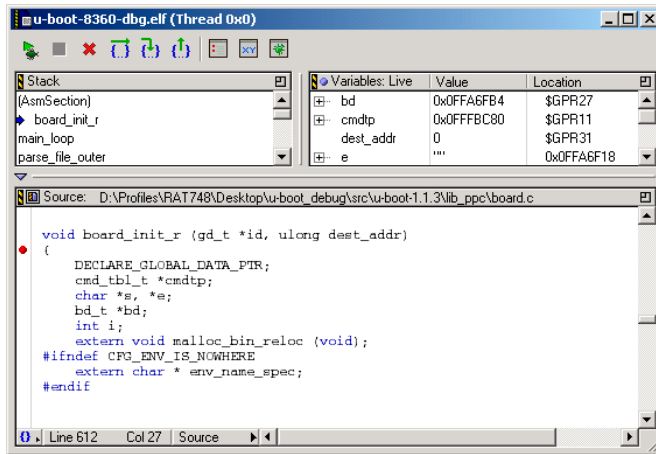 u-boot-8360-dbg.elf (Thread 0x0)
Stack
(AsmSection)
board_init_r
main_loop
parse_file_outer
Variables: Live Value Location
bd 0x0FFA6FB4 $GPR27
cmdtp 0x0FFFBC80 $GPR11
dest_addr 0 $GPR31
e "" 0x0FFA6F18
Source: D:\Profiles\RAT748\Desktop\u-boot_debug\src\u-boot-1.1.3\lib_ppc\board.c
void board_init_r (gd_t *id, ulong dest_addr)
{
    DECLARE_GLOBAL_DATA_PTR;
    cmd_tbl_t *cmdtp;
    char *s, *e;
    bd_t *bd;
    int i;
    extern void malloc_bin_reloc (void);
#ifndef CFG_ENV_IS_NOWHERE
    extern char * env_name_spec;
#endif
Line 612 Col 27 Source